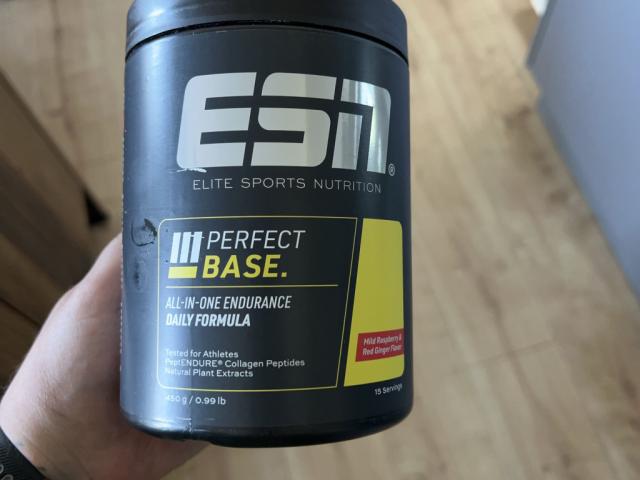 ESN®
ELITE SPORTS NUTRITION
PERFECT
BASE.
ALL-IN-ONE ENDURANCE
DAILY FORMULA
Mild Raspberry &
Red Ginger Flavor
Tested for Athletes
PeptENDURE® Collagen Peptides
Natural Plant Extracts
450 g / 0.99 lb
15 Servings